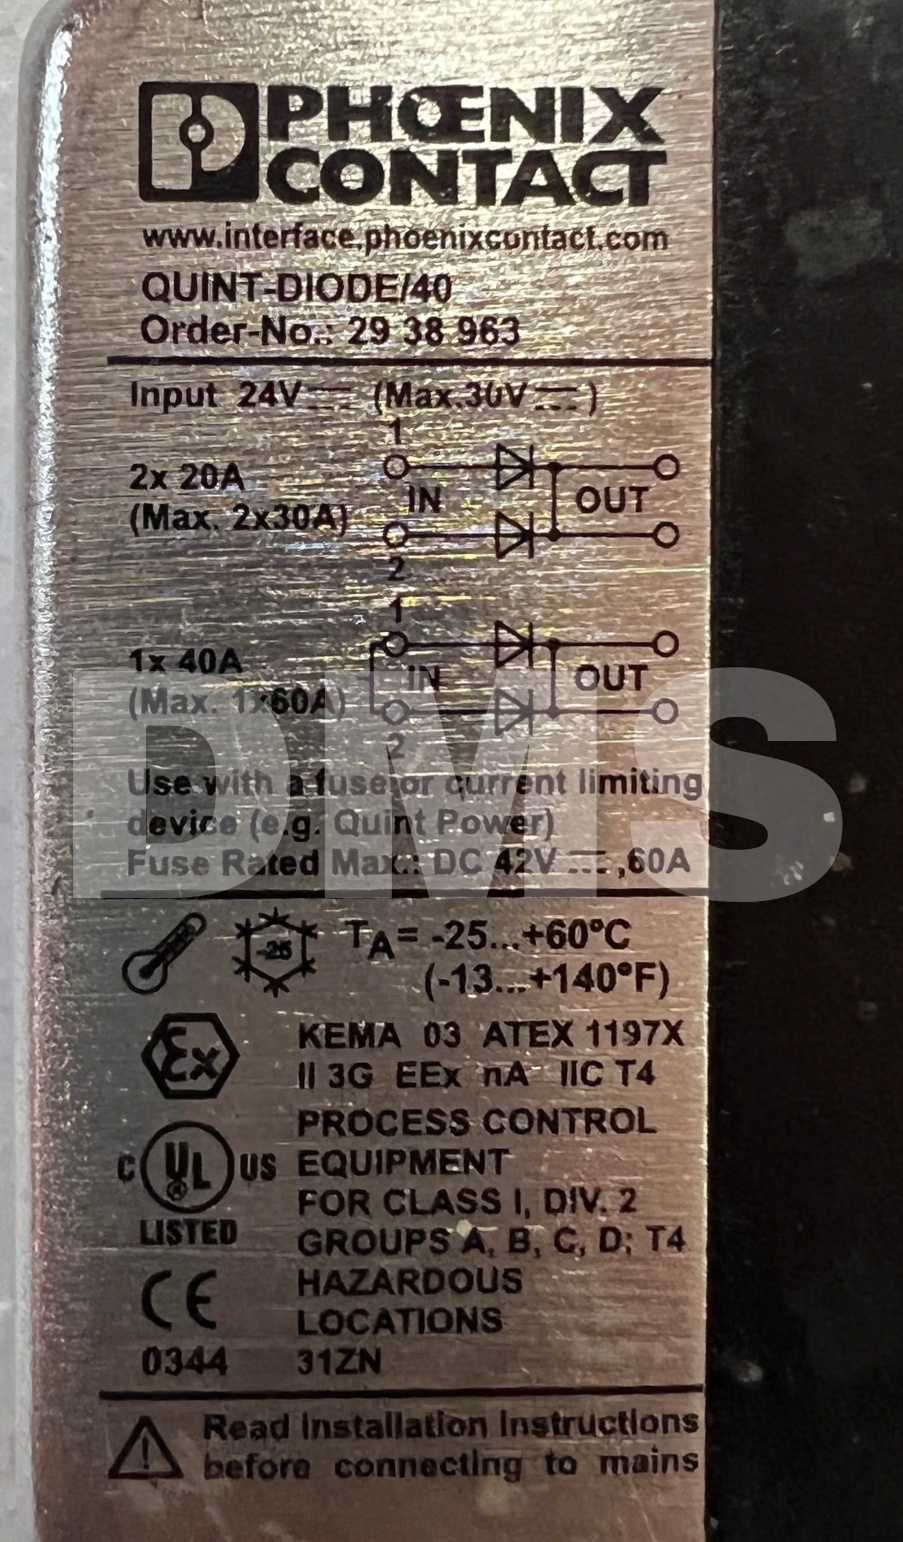 PHŒNIX
CONTACT
www.interface.phoenixcontact.com
QUINT-DIODE/40
Order-No.: 29 38 963
Input 24V⎓ (Max.30V⎓)
1
2x 20A
IN OUT
(Max. 2x30A)
2
1
1x 40A
IN OUT
(Max. 1x60A)
2
DMS
Use with a fuse or current limiting
device (e.g. Quint Power)
Fuse Rated Max.: DC 42V⎓,60A
-25 TA= -25...+60°C
(-13...+140°F)
Ex KEMA 03 ATEX 1197X
II 3G EEx nA IIC T4
PROCESS CONTROL
C UL® US EQUIPMENT
FOR CLASS I, DIV. 2
LISTED GROUPS A, B, C, D; T4
CE HAZARDOUS
LOCATIONS
0344 31ZN
! Read Installation Instructions
before connecting to mains